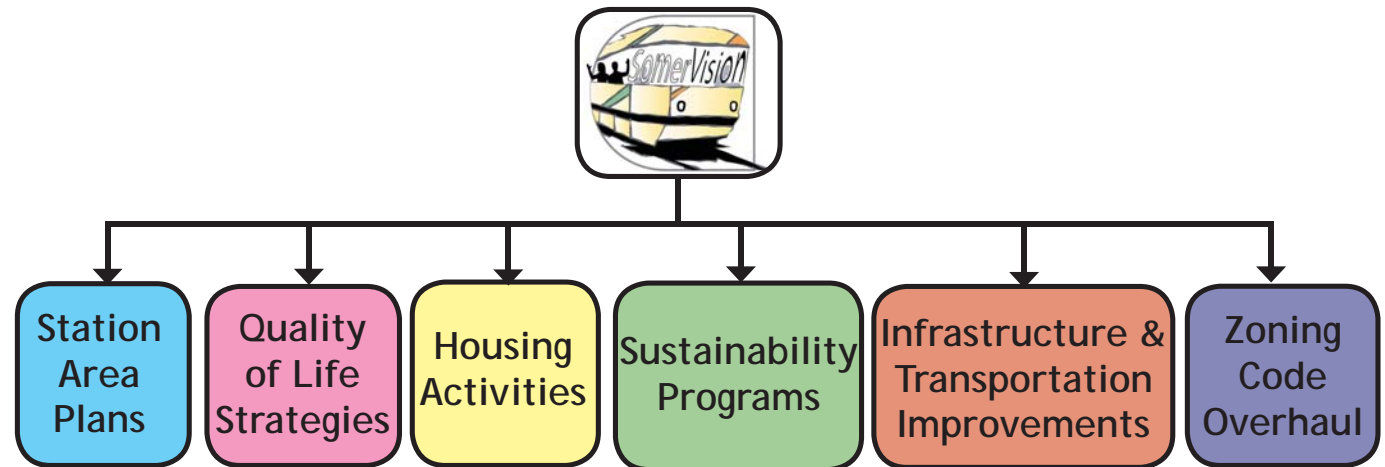 SomerVision
Station
Area
Plans
Quality
of Life
Strategies
Housing
Activities
Sustainability
Programs
Infrastructure &
Transportation
Improvements
Zoning
Code
Overhaul